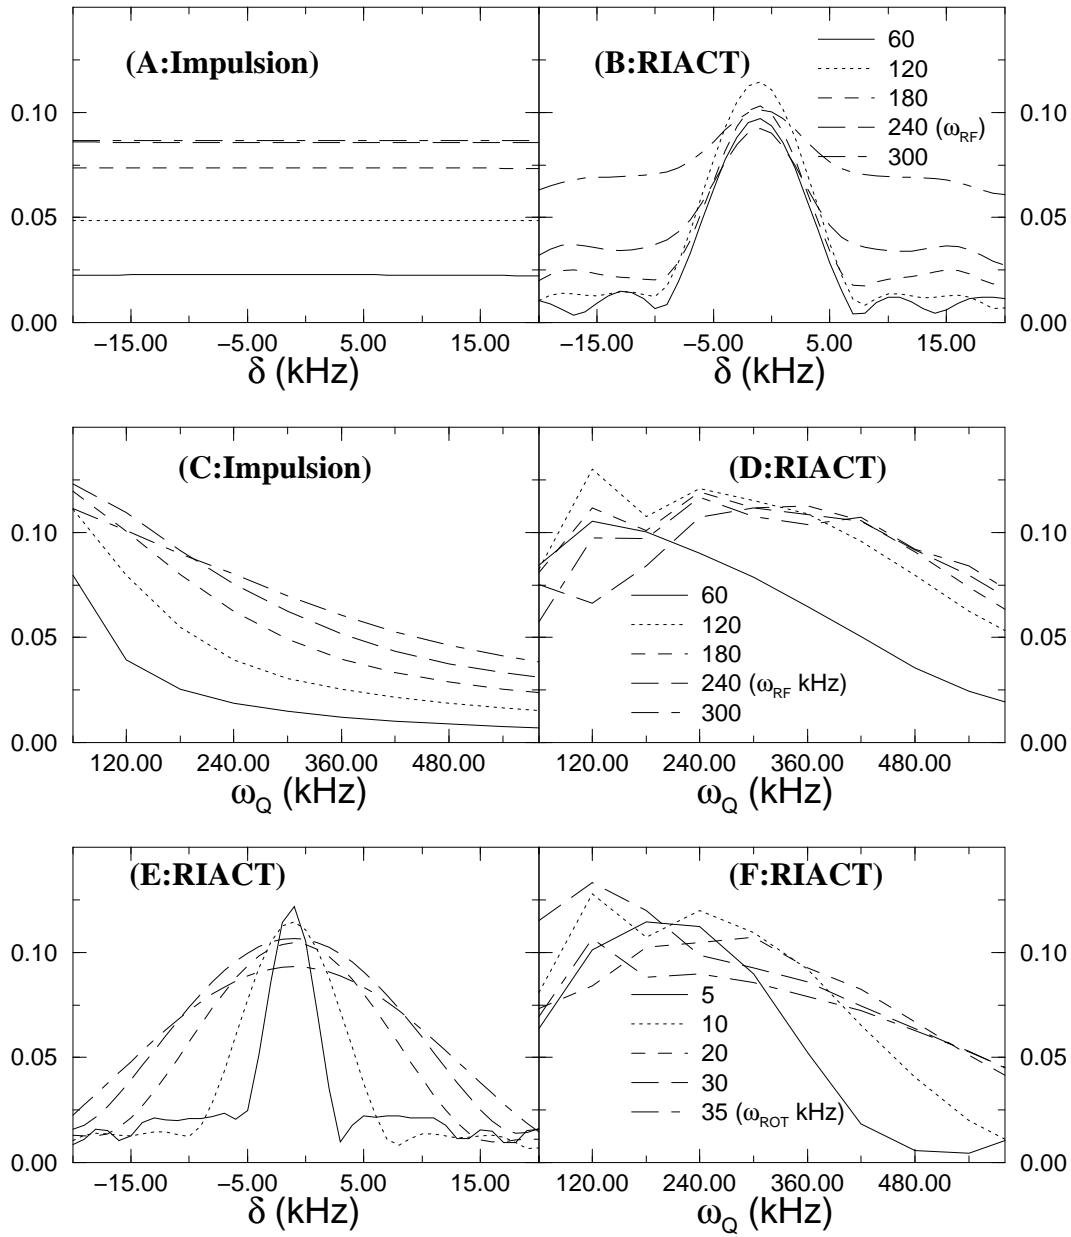 (A:Impulsion)
(B:RIACT)
60
120
180
240 (ωRF)
300
0.10
0.05
0.00
0.10
0.05
0.00
−15.00 −5.00 5.00 15.00
−15.00 −5.00 5.00 15.00
δ (kHz)
δ (kHz)
(C:Impulsion)
(D:RIACT)
60
120
180
240 (ωRF kHz)
300
0.10
0.05
0.00
0.10
0.05
0.00
120.00 240.00 360.00 480.00
120.00 240.00 360.00 480.00
ωQ (kHz)
ωQ (kHz)
(E:RIACT)
(F:RIACT)
5
10
20
30
35 (ωROT kHz)
0.10
0.05
0.00
0.10
0.05
0.00
−15.00 −5.00 5.00 15.00
120.00 240.00 360.00 480.00
δ (kHz)
ωQ (kHz)